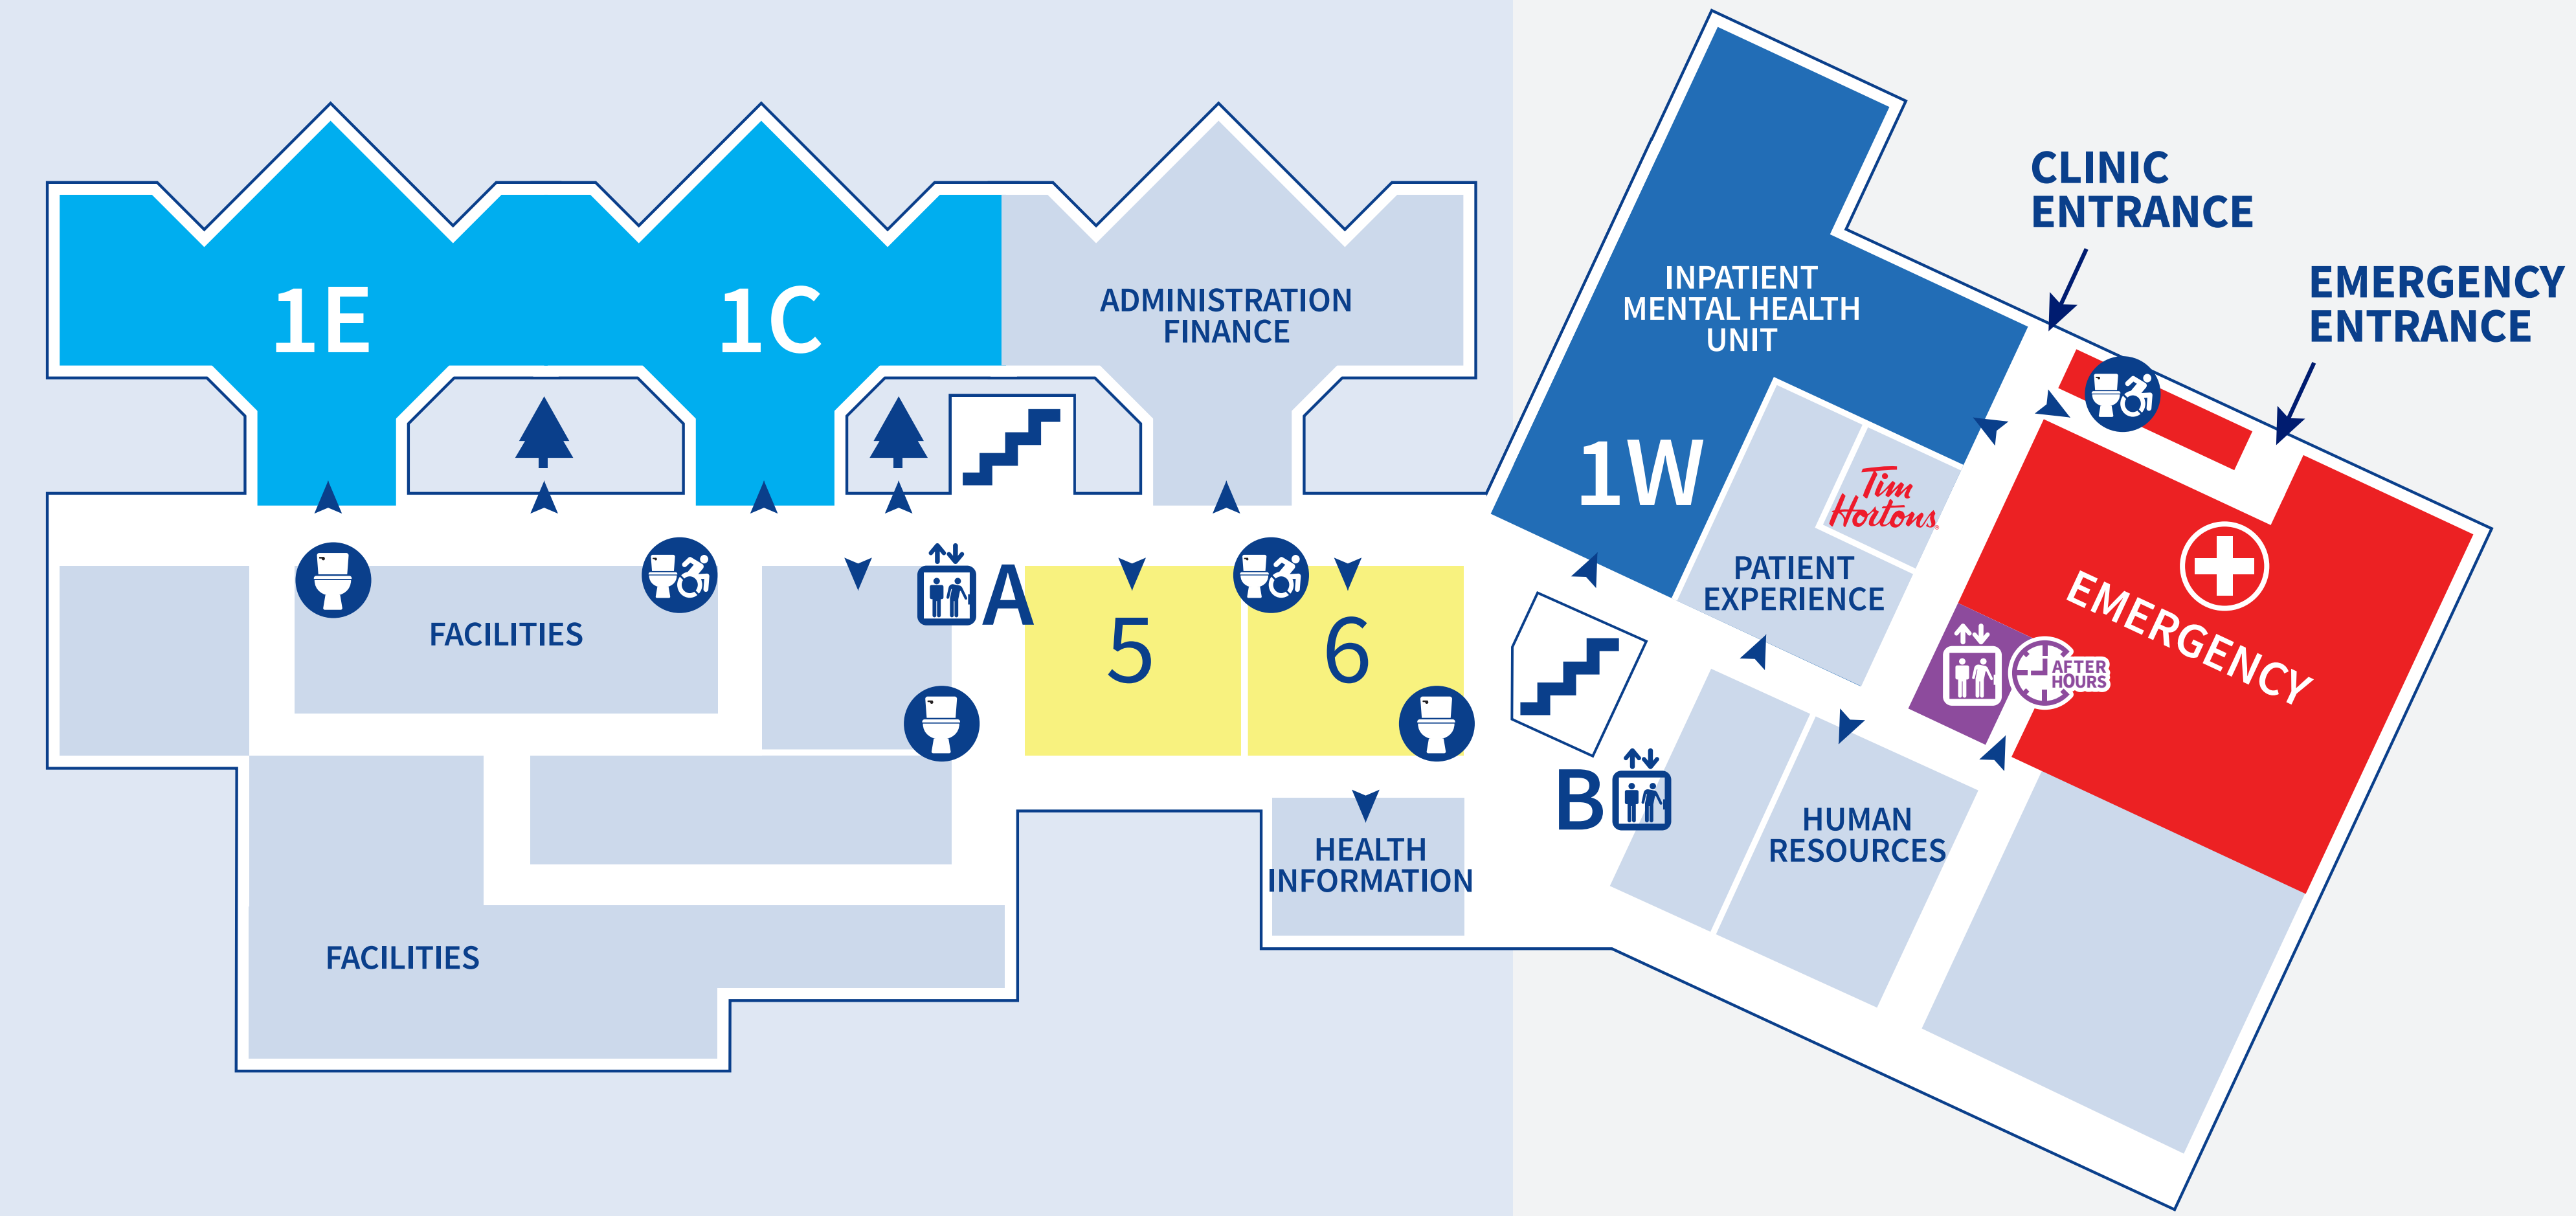 1E
1C
ADMINISTRATION
FINANCE
INPATIENT
MENTAL HEALTH
UNIT
1W
CLINIC
ENTRANCE
EMERGENCY
ENTRANCE
Tim
Hortons
PATIENT
EXPERIENCE
EMERGENCY
AFTER
HOURS
FACILITIES
A
5
6
B
HUMAN
RESOURCES
HEALTH
INFORMATION
FACILITIES